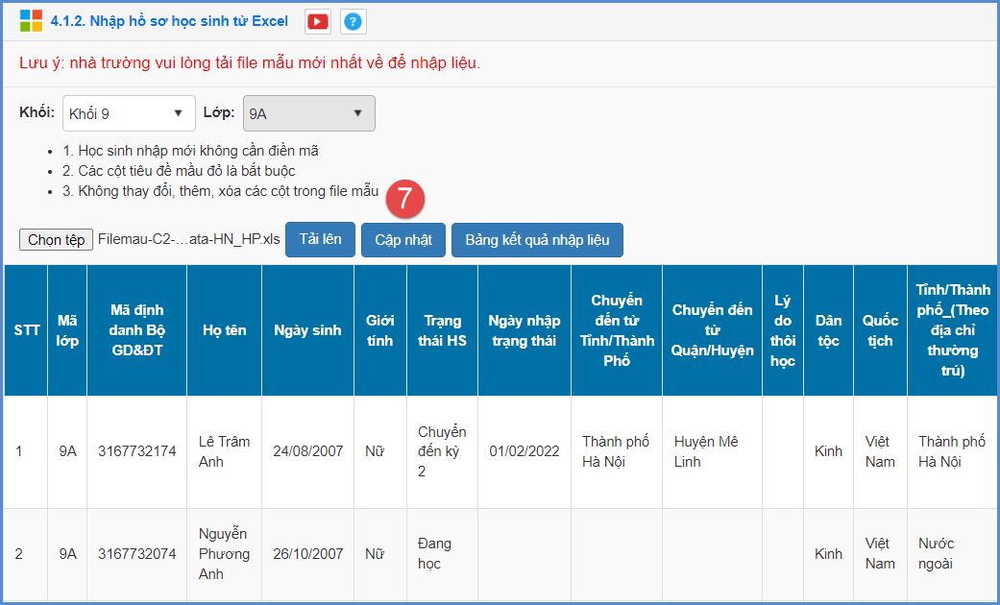 4.1.2. Nhập hồ sơ học sinh từ Excel
Lưu ý: nhà trường vui lòng tải file mẫu mới nhất về để nhập liệu.
Khối: Khối 9 Lớp: 9A
1. Học sinh nhập mới không cần điền mã
2. Các cột tiêu đề mầu đỏ là bắt buộc
3. Không thay đổi, thêm, xóa các cột trong file mẫu
7
Chọn tệp Filemau-C2-...ata-HN_HP.xls Tải lên Cập nhật Bảng kết quả nhập liệu
STT
Mã
lớp
Mã định
danh Bộ
GD&ĐT
Họ tên
Ngày sinh
Giới
tính
Trạng
thái HS
Ngày nhập
trạng thái
Chuyển
đến từ
Tỉnh/Thành
Phố
Chuyển đến
từ
Quận/Huyện
Lý
do
thôi
học
Dân
tộc
Quốc
tịch
Tỉnh/Thành
phố_(Theo
địa chỉ
thường
trú)
1
9A
3167732174
Lê Trâm
Anh
24/08/2007
Nữ
Chuyển
đến kỳ
2
01/02/2022
Thành phố
Hà Nội
Huyện Mê
Linh
Kinh
Việt
Nam
Thành phố
Hà Nội
2
9A
3167732074
Nguyễn
Phương
Anh
26/10/2007
Nữ
Đang
học
Kinh
Việt
Nam
Nước
ngoài